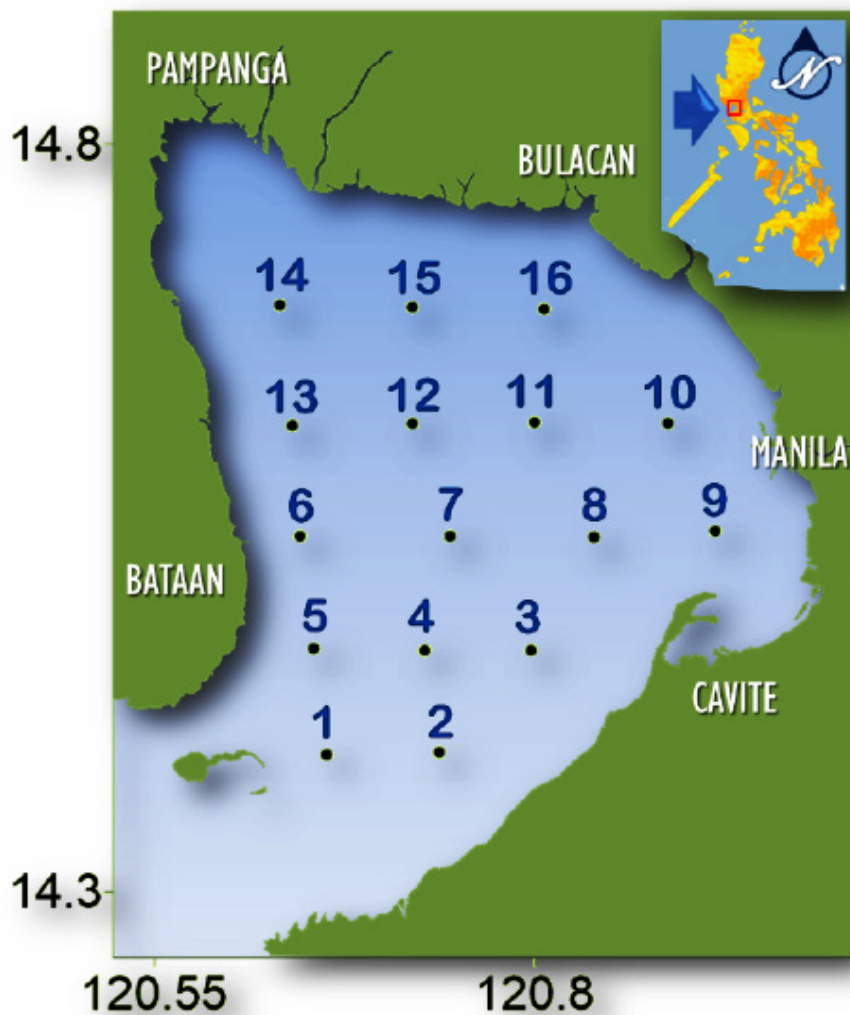 PAMPANGA
N
14.8
BULACAN
14 15 16
13 12 11 10
MANILA
6 7 8 9
BATAAN
5 4 3
CAVITE
1 2
14.3
120.55 120.8